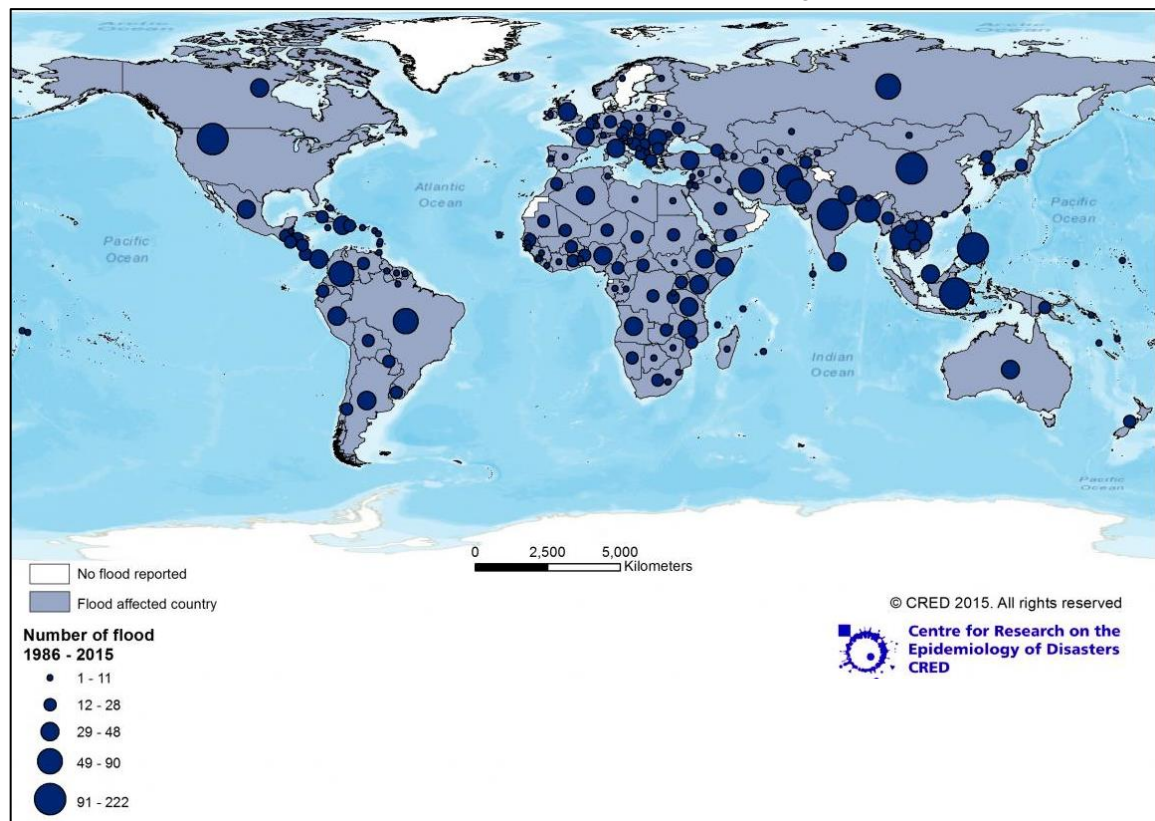 Arctic
Ocean
Arctic
Ocean
Atlantic
Ocean
Pacific
Ocean
Pacific
Ocean
Indian
Ocean
Pacific
Ocean
0 2,500 5,000
Kilometers
No flood reported
Flood affected country
Number of flood
1986 - 2015
1 - 11
12 - 28
29 - 48
49 - 90
91 - 222
© CRED 2015. All rights reserved
Centre for Research on the
Epidemiology of Disasters
CRED